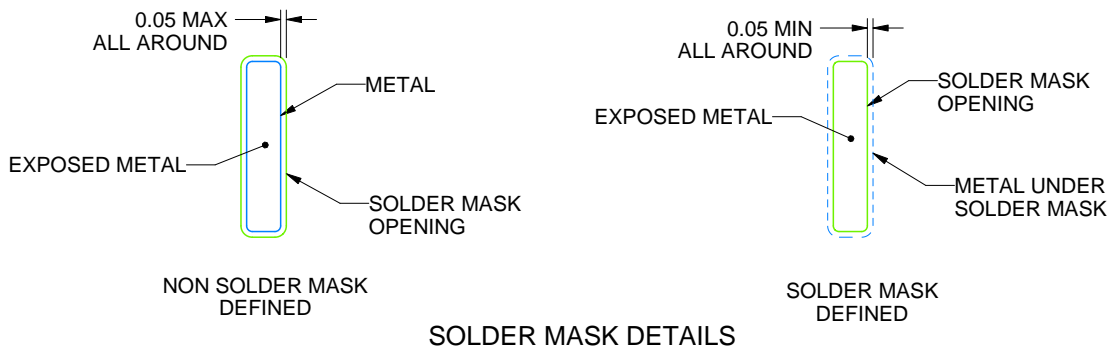 0.05 MAX
ALL AROUND
METAL
EXPOSED METAL
SOLDER MASK
OPENING
NON SOLDER MASK
DEFINED
0.05 MIN
ALL AROUND
SOLDER MASK
OPENING
EXPOSED METAL
METAL UNDER
SOLDER MASK
SOLDER MASK
DEFINED
SOLDER MASK DETAILS